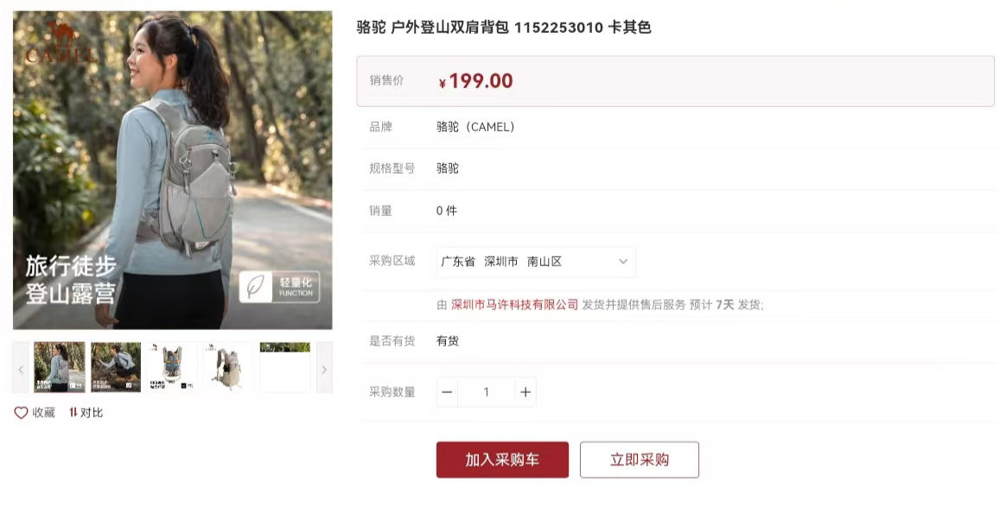 骆驼 户外登山双肩背包 1152253010 卡其色
CAMEL
销售价 ¥199.00
品牌 骆驼（CAMEL）
规格型号 骆驼
销量 0 件
采购区域 广东省 深圳市 南山区
旅行徒步
登山露营
轻量化
FUNCTION
由 深圳市马许科技有限公司 发货并提供售后服务 预计 7天 发货;
是否有货 有货
采购数量 − 1 +
收藏 对比
加入采购车 立即采购